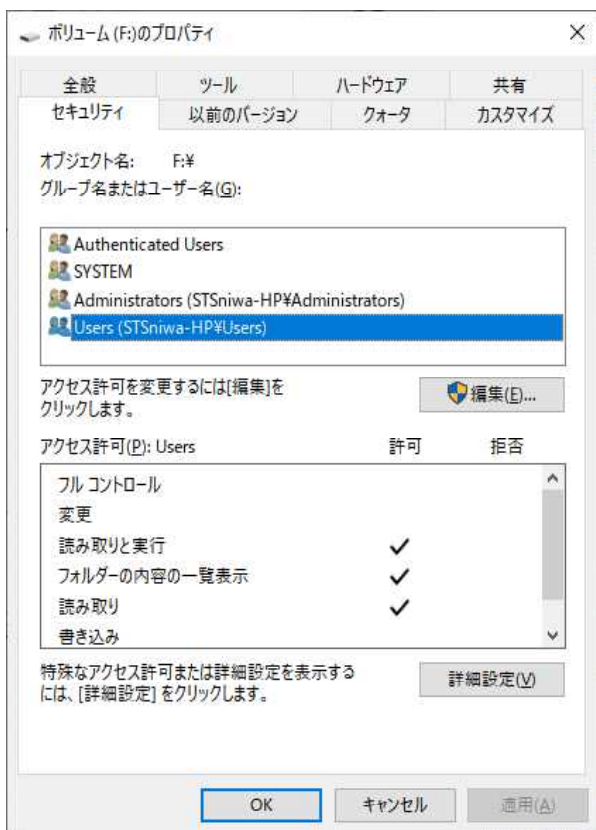 ボリューム (F:)のプロパティ
全般 ツール ハードウェア 共有
セキュリティ 以前のバージョン クォータ カスタマイズ
オブジェクト名: F:¥
グループ名またはユーザー名(G):
Authenticated Users
SYSTEM
Administrators (STSniwa-HP¥Administrators)
Users (STSniwa-HP¥Users)
アクセス許可を変更するには[編集]を
クリックします。
編集(E)...
アクセス許可(P): Users 許可 拒否
フル コントロール
変更
読み取りと実行
フォルダーの内容の一覧表示
読み取り
書き込み
特殊なアクセス許可または詳細設定を表示する
には、[詳細設定] をクリックします。
詳細設定(V)
OK キャンセル 適用(A)